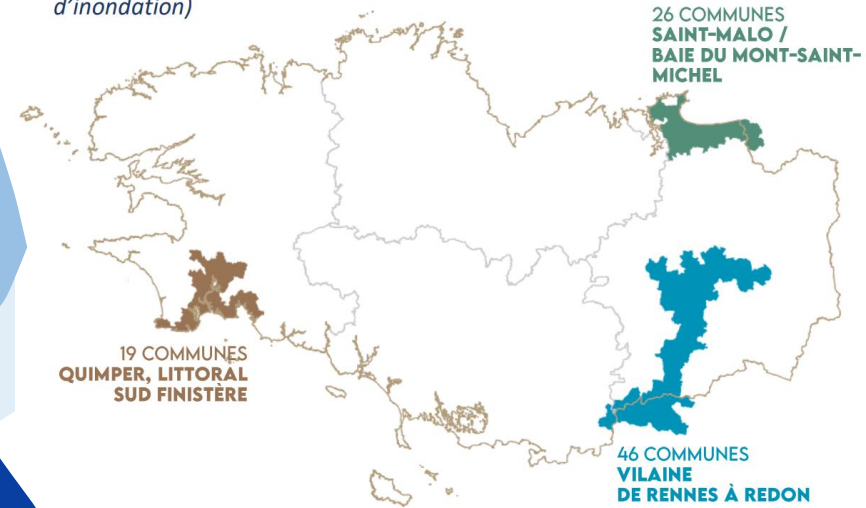 d'inondation)
26 COMMUNES
SAINT-MALO /
BAIE DU MONT-SAINT-
MICHEL
19 COMMUNES
QUIMPER, LITTORAL
SUD FINISTÈRE
46 COMMUNES
VILAINE
DE RENNES À REDON